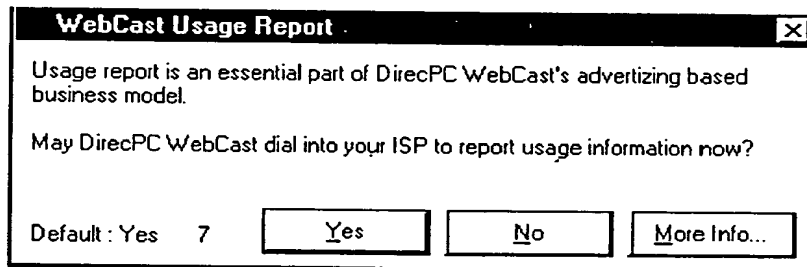 WebCast Usage Report
Usage report is an essential part of DirecPC WebCast's advertizing based
business model.
May DirecPC WebCast dial into your ISP to report usage information now?
Default : Yes 7 Yes No More Info...